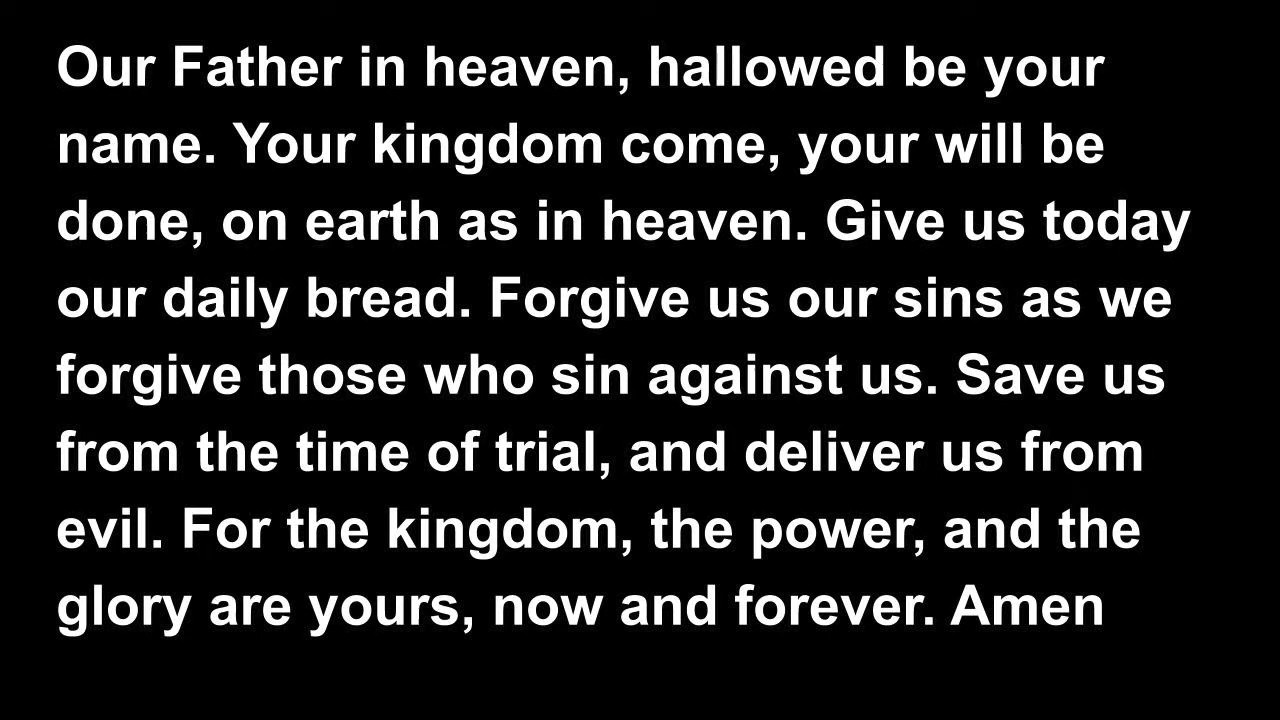 Our Father in heaven, hallowed be your
name. Your kingdom come, your will be
done, on earth as in heaven. Give us today
our daily bread. Forgive us our sins as we
forgive those who sin against us. Save us
from the time of trial, and deliver us from
evil. For the kingdom, the power, and the
glory are yours, now and forever. Amen